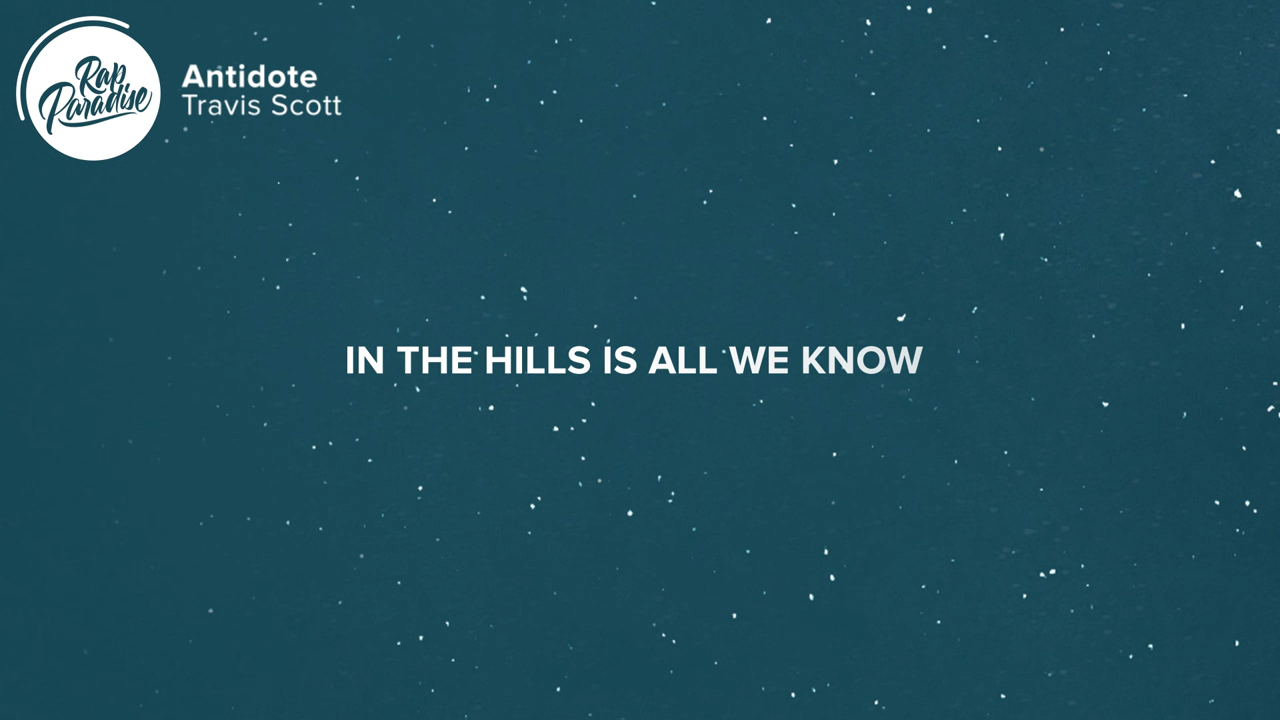 Rap
Paradise
Antidote
Travis Scott
IN THE HILLS IS ALL WE KNOW